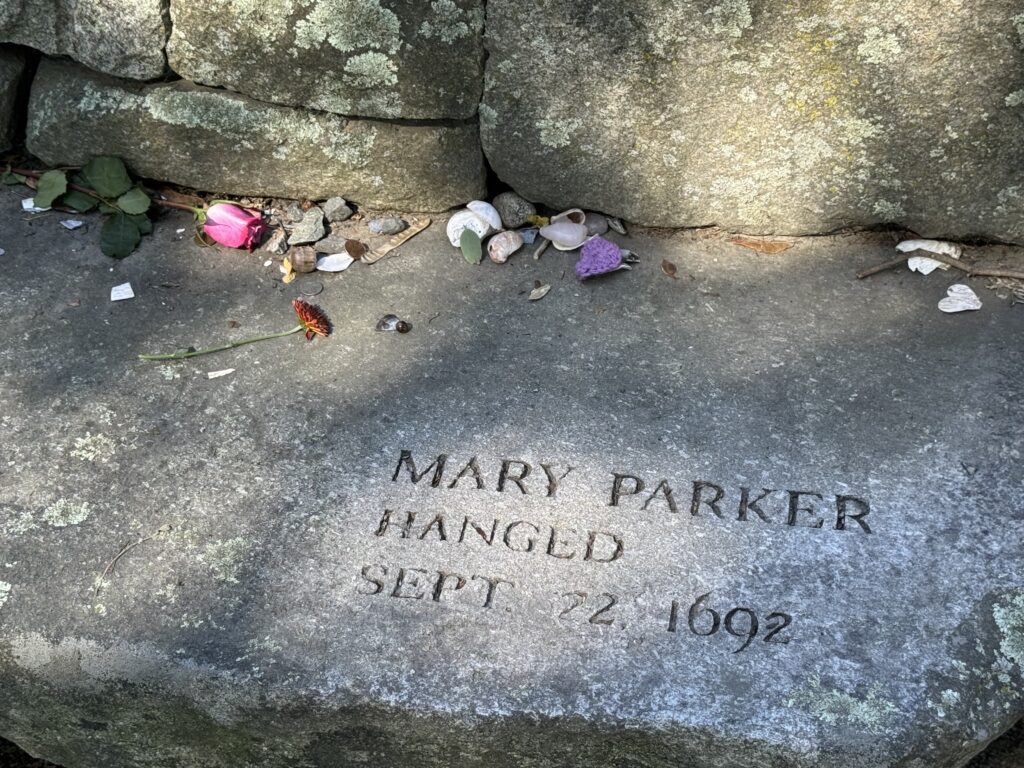 MARY PARKER
HANGED
SEPT. 22, 1692